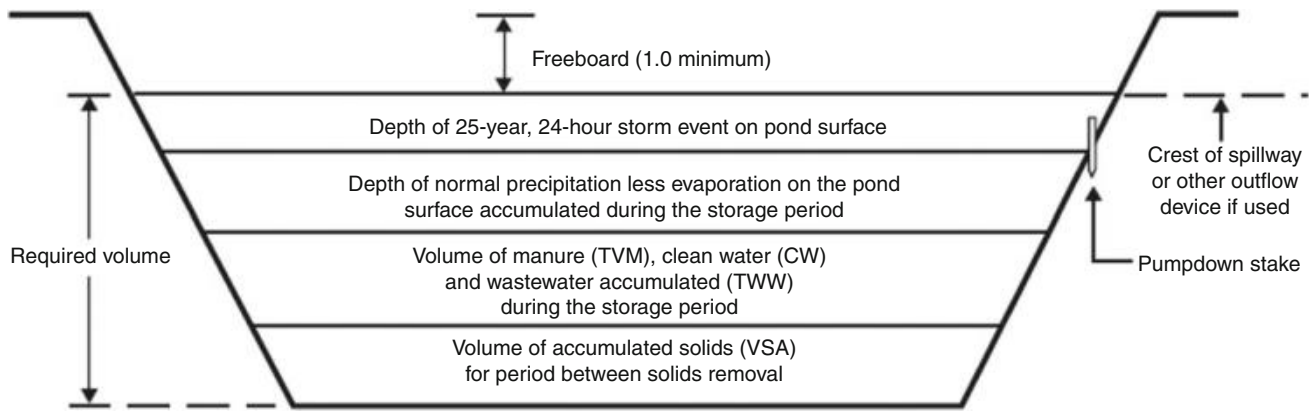 Freeboard (1.0 minimum)
Depth of 25-year, 24-hour storm event on pond surface
Depth of normal precipitation less evaporation on the pond
surface accumulated during the storage period
Volume of manure (TVM), clean water (CW)
and wastewater accumulated (TWW)
during the storage period
Volume of accumulated solids (VSA)
for period between solids removal
Required volume
Crest of spillway
or other outflow
device if used
Pumpdown stake